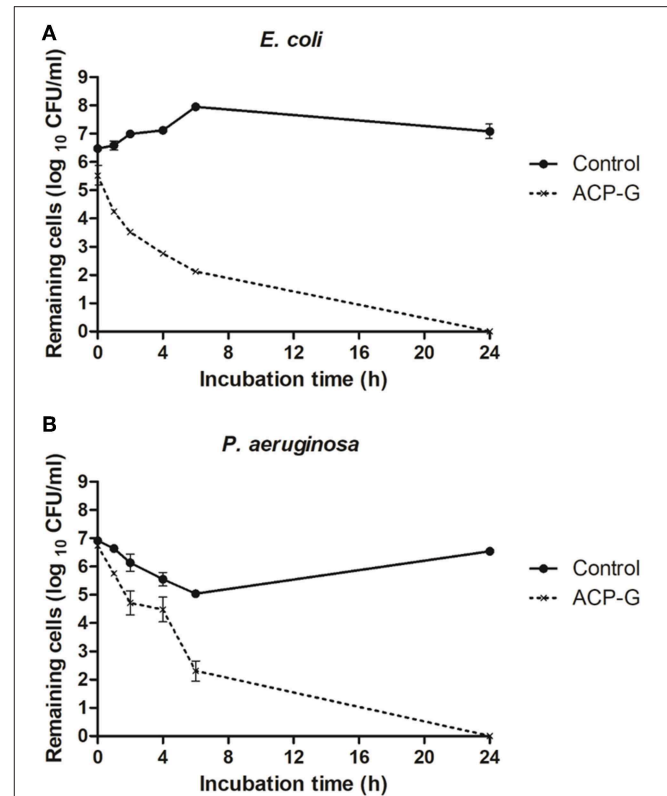 A
E. coli
Remaining cells (log 10 CFU/ml)
9
8
7
6
5
4
3
2
1
0
0 4 8 12 16 20 24
Incubation time (h)
Control
ACP-G
B
P. aeruginosa
Remaining cells (log 10 CFU/ml)
9
8
7
6
5
4
3
2
1
0
0 4 8 12 16 20 24
Incubation time (h)
Control
ACP-G